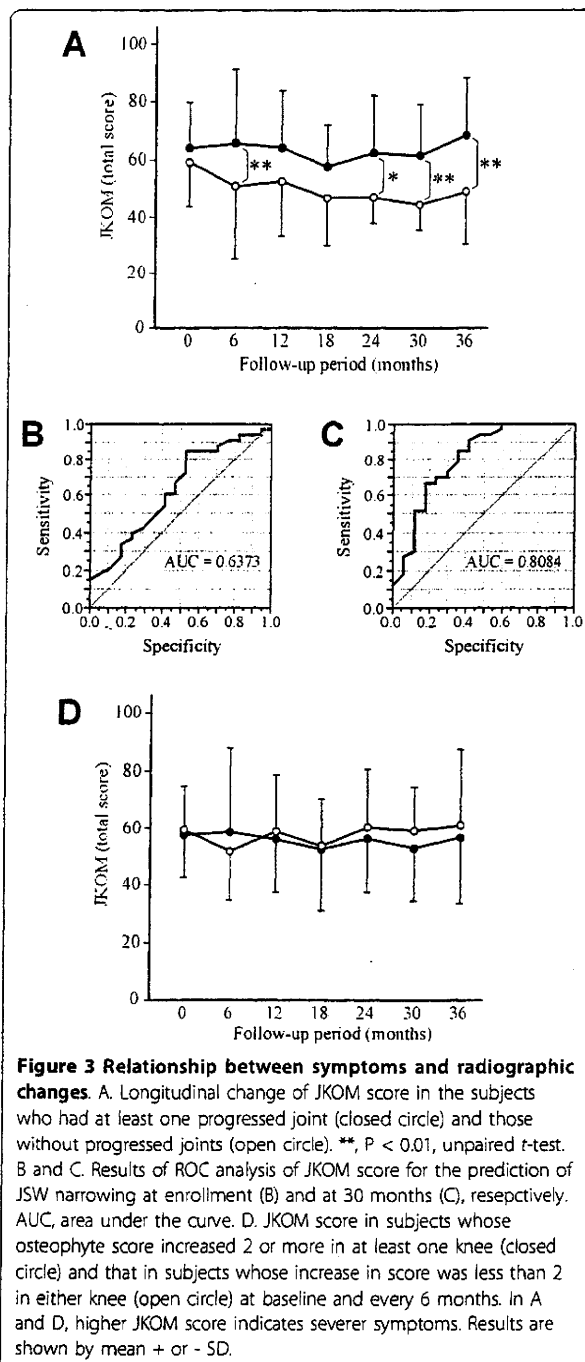 A
JKOM (total score)
100
80
60
40
20
0
** * ** **
0 6 12 18 24 30 36
Follow-up period (months)
B
Sensitivity
1.0
0.8
0.6
0.4
0.2
0.0
AUC = 0.6373
0.0 0.2 0.4 0.6 0.8 1.0
Specificity
C
Sensitivity
1.0
0.8
0.6
0.4
0.2
0.0
AUC = 0.8084
0.0 0.2 0.4 0.6 0.8 1.0
Specificity
D
JKOM (total score)
100
80
60
40
20
0
0 6 12 18 24 30 36
Follow-up period (months)
Figure 3 Relationship between symptoms and radiographic
changes. A. Longitudinal change of JKOM score in the subjects
who had at least one progressed joint (closed circle) and those
without progressed joints (open circle). **, P < 0.01, unpaired t-test.
B and C. Results of ROC analysis of JKOM score for the prediction of
JSW narrowing at enrollment (B) and at 30 months (C), resepctively.
AUC, area under the curve. D. JKOM score in subjects whose
osteophyte score increased 2 or more in at least one knee (closed
circle) and that in subjects whose increase in score was less than 2
in either knee (open circle) at baseline and every 6 months. In A
and D, higher JKOM score indicates severer symptoms. Results are
shown by mean + or - SD.